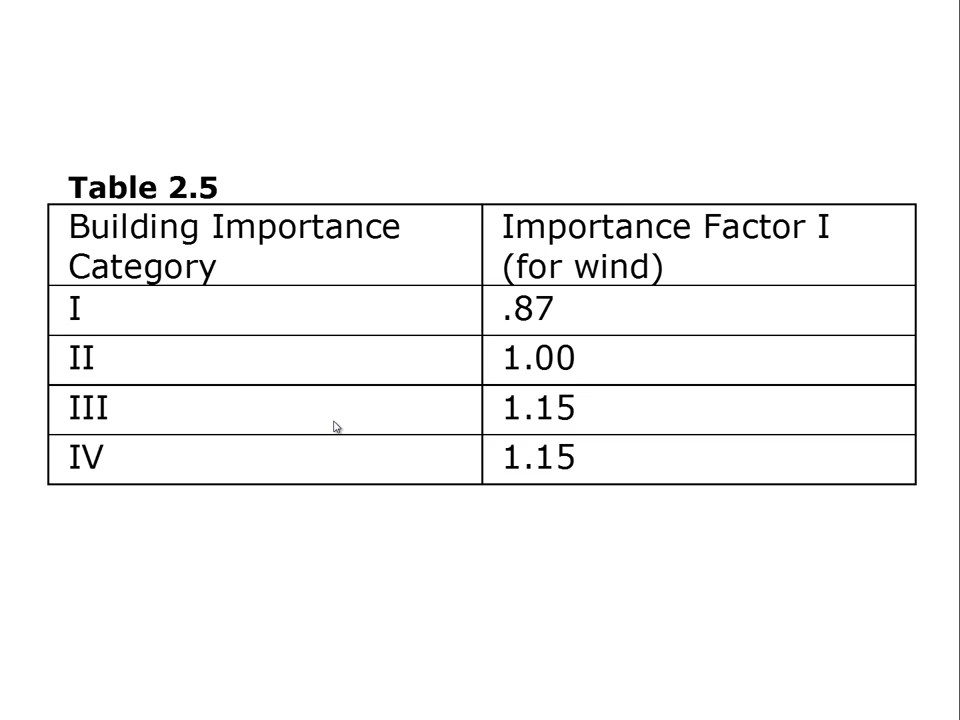 Table 2.5
Building Importance Category
Importance Factor I (for wind)
I
.87
II
1.00
III
1.15
IV
1.15